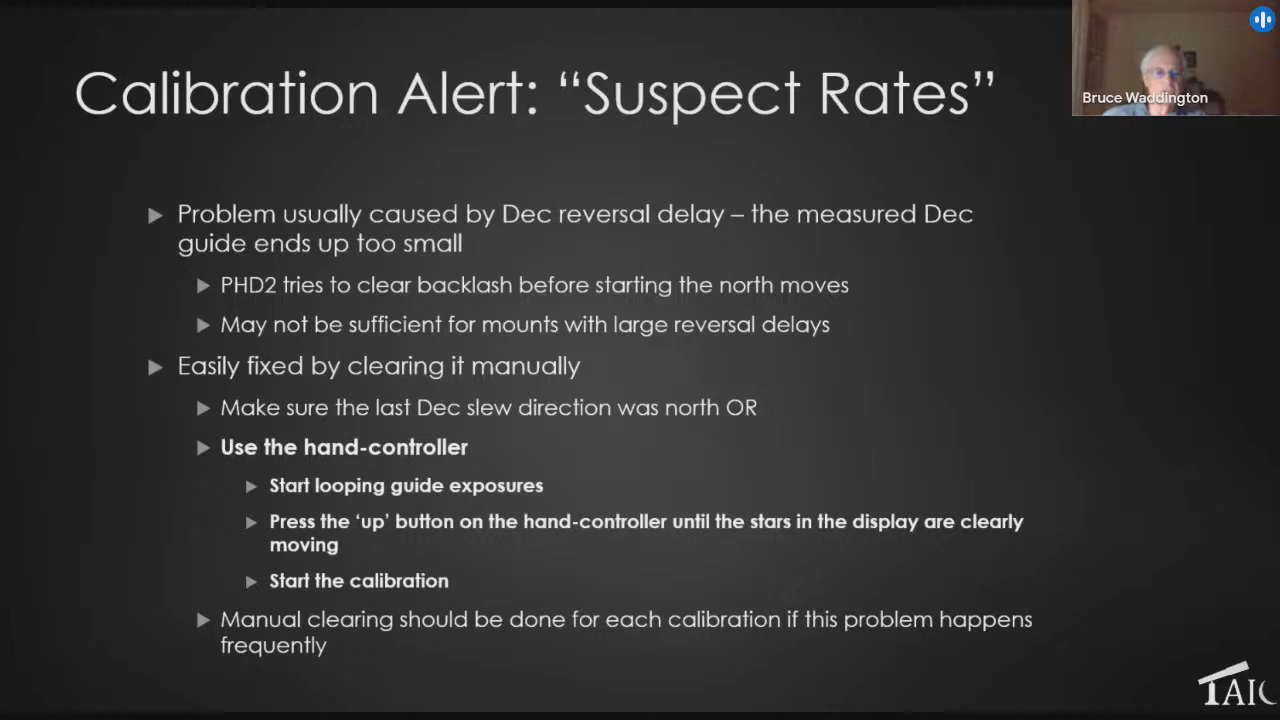 Calibration Alert: “Suspect Rates”
Bruce Waddington
Problem usually caused by Dec reversal delay – the measured Dec
guide ends up too small
PHD2 tries to clear backlash before starting the north moves
May not be sufficient for mounts with large reversal delays
Easily fixed by clearing it manually
Make sure the last Dec slew direction was north OR
Use the hand-controller
Start looping guide exposures
Press the ‘up’ button on the hand-controller until the stars in the display are clearly
moving
Start the calibration
Manual clearing should be done for each calibration if this problem happens
frequently
TAIC